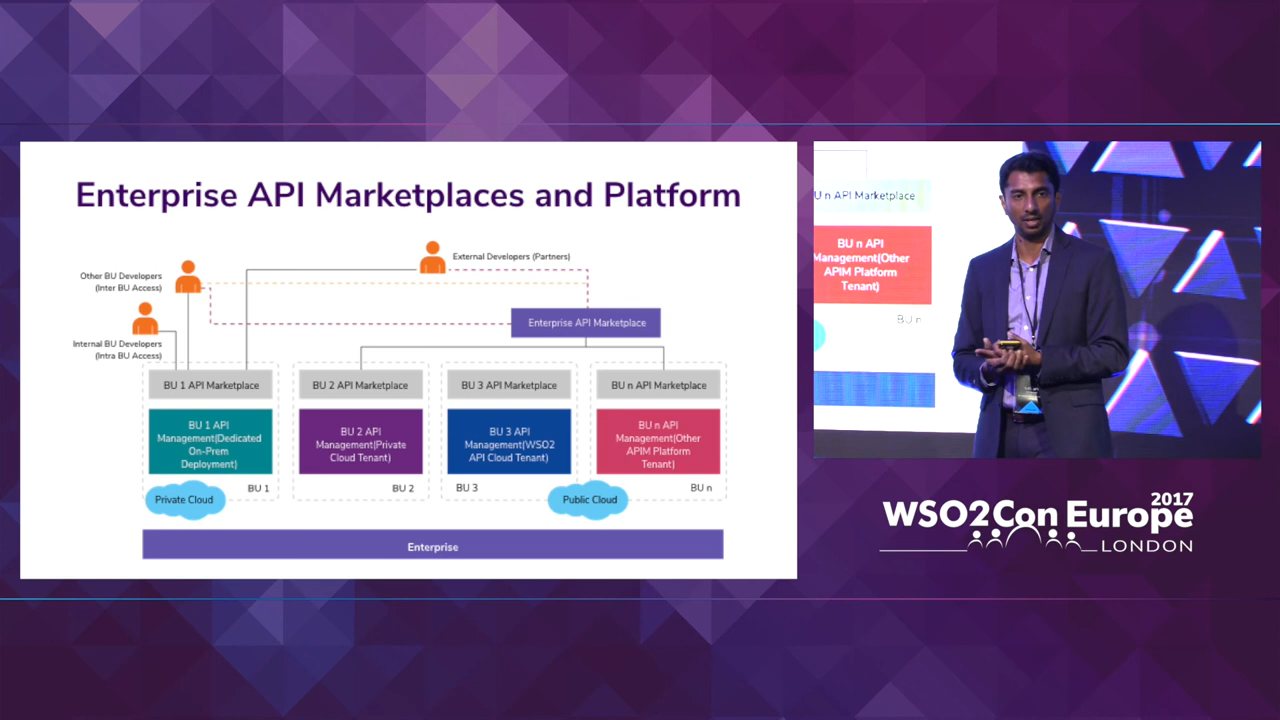 Enterprise API Marketplaces and Platform
External Developers (Partners)
Other BU Developers
(Inter BU Access)
Enterprise API Marketplace
Internal BU Developers
(Intra BU Access)
BU 1 API Marketplace
BU 2 API Marketplace
BU 3 API Marketplace
BU n API Marketplace
BU 1 API
Management(Dedicated
On-Prem
Deployment)
BU 2 API
Management(Private
Cloud Tenant)
BU 3 API
Management(WSO2
API Cloud Tenant)
BU n API
Management(Other
APIM Platform
Tenant)
Private Cloud
BU 1
BU 2
BU 3
Public Cloud
BU n
Enterprise
U n API Marketplace
BU n API
Management(Other
APIM Platform
Tenant)
BU n
2017
WSO2Con Europe
LONDON